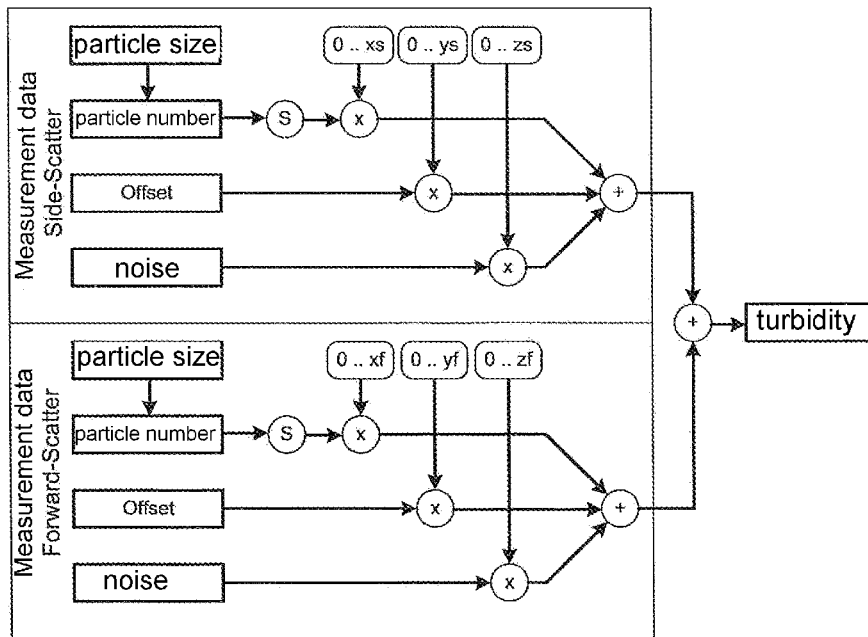 Measurement data
Side-Scatter
particle size
0 .. xs
0 .. ys
0 .. zs
particle number
S
x
Offset
x
+
noise
x
+
turbidity
Measurement data
Forward-Scatter
particle size
0 .. xf
0 .. yf
0 .. zf
particle number
S
x
Offset
x
+
noise
x